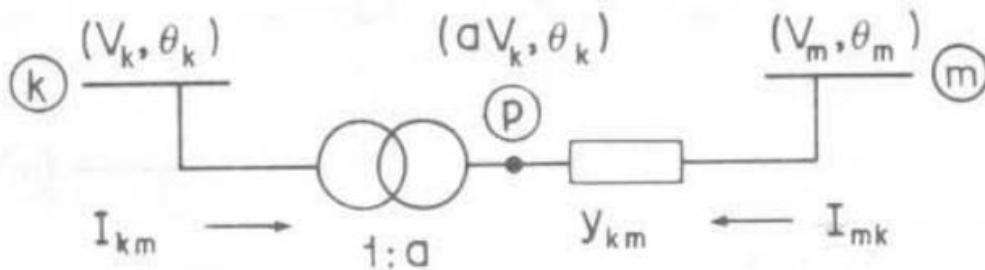 (V_k, θ_k) (aV_k, θ_k) (V_m, θ_m)
k p m
I_km 1:a y_km I_mk